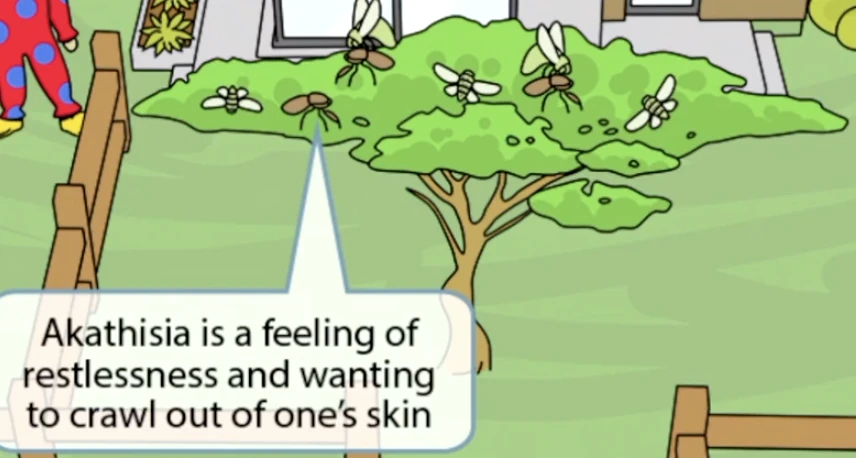 Akathisia is a feeling of
restlessness and wanting
to crawl out of one's skin